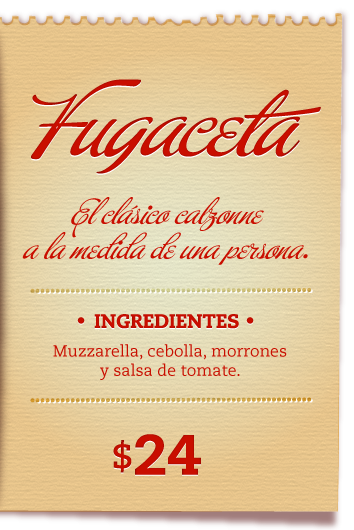 Fugaceta
El clásico calzonne
a la medida de una persona.
• INGREDIENTES •
Muzzarella, cebolla, morrones
y salsa de tomate.
$24